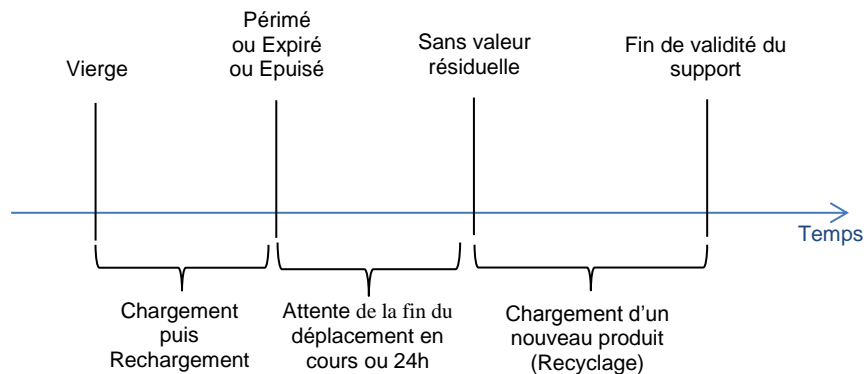 Vierge
Périmé
ou Expiré
ou Epuisé
Sans valeur
résiduelle
Fin de validité du
support
Temps
Chargement
puis
Rechargement
Attente de la fin du
déplacement en
cours ou 24h
Chargement d'un
nouveau produit
(Recyclage)